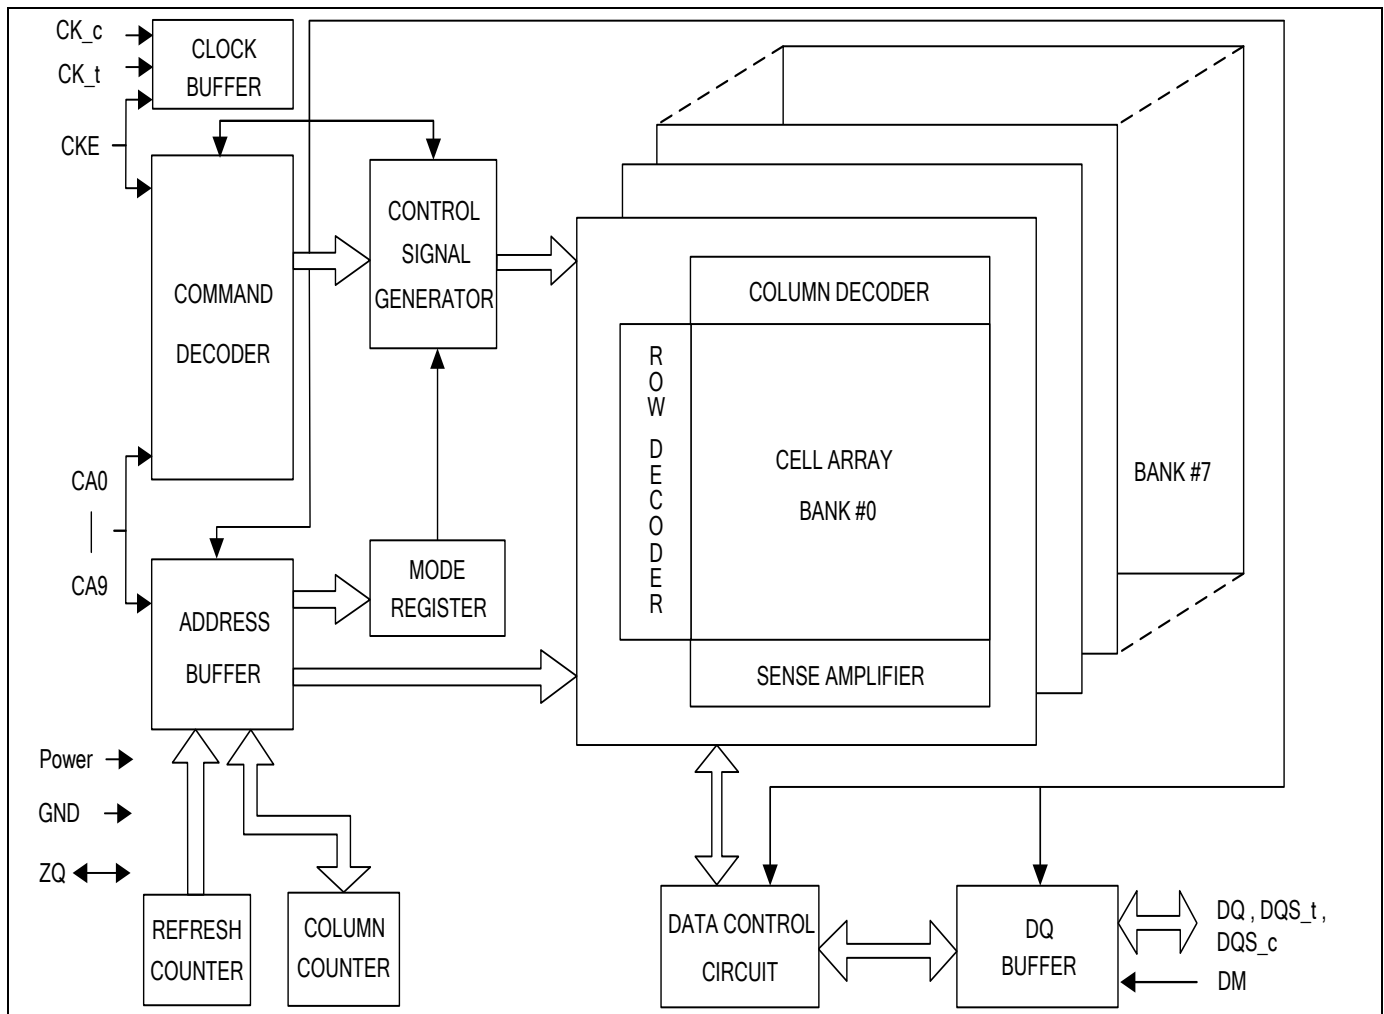 CK_c
CK_t
CKE
CLOCK
BUFFER
COMMAND
DECODER
CONTROL
SIGNAL
GENERATOR
COLUMN DECODER
ROW DECODER
CELL ARRAY
BANK #0
SENSE AMPLIFIER
BANK #7
CA0
CA9
ADDRESS
BUFFER
MODE
REGISTER
Power
GND
ZQ
REFRESH
COUNTER
COLUMN
COUNTER
DATA CONTROL
CIRCUIT
DQ
BUFFER
DQ , DQS_t ,
DQS_c
DM